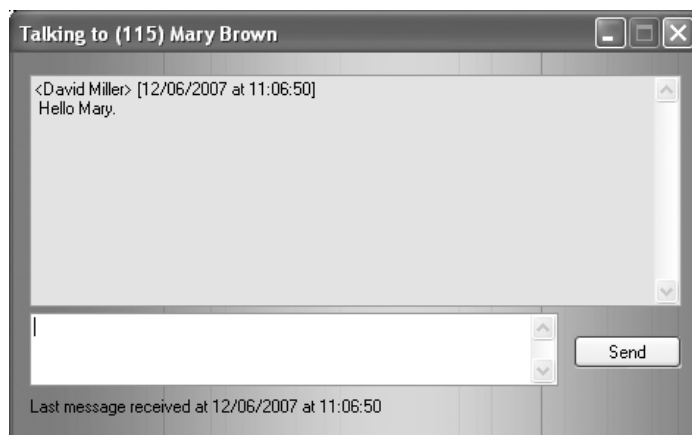 Talking to (115) Mary Brown
<David Miller> [12/06/2007 at 11:06:50]
Hello Mary.
Send
Last message received at 12/06/2007 at 11:06:50